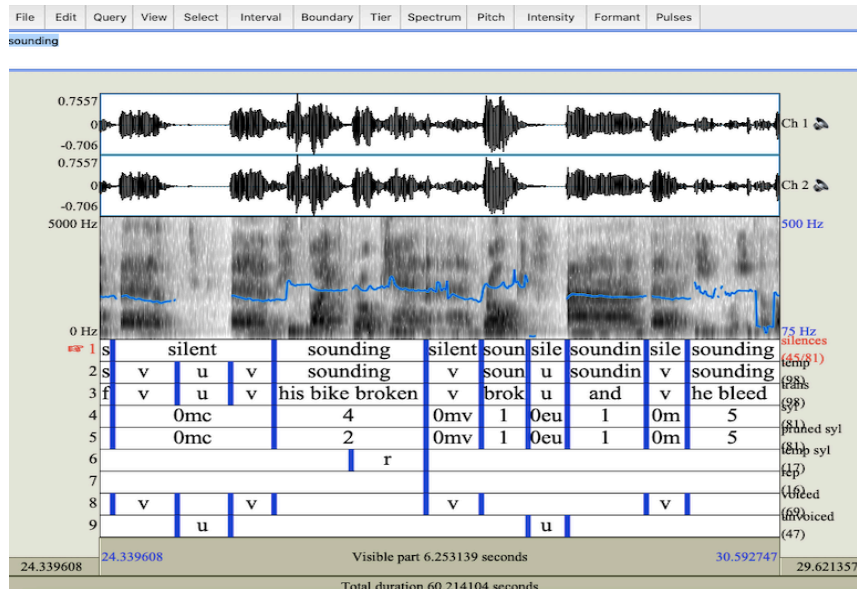 File Edit Query View Select Interval Boundary Tier Spectrum Pitch Intensity Formant Pulses
sounding
0.7557
0 Ch 1
-0.706
0.7557
0 Ch 2
-0.706
5000 Hz 500 Hz
0 Hz 75 Hz
1 s silent sounding silent soun sile soundin sile sounding silences (45/81)
2 s v u v sounding v soun u soundin v sounding temp (98)
3 f v u v his bike broken v brok u and v he bleed trans (98)
4 0mc 4 0mv 1 0eu 1 0m 5 syl (81)
5 0mc 2 0mv 1 0eu 1 0m 5 pruned syl (81)
6 r temp syl (17)
7 rep (16)
8 v v v v voiced (69)
9 u u unvoiced (47)
24.339608 Visible part 6.253139 seconds 30.592747
24.339608 29.621357
Total duration 60.214104 seconds